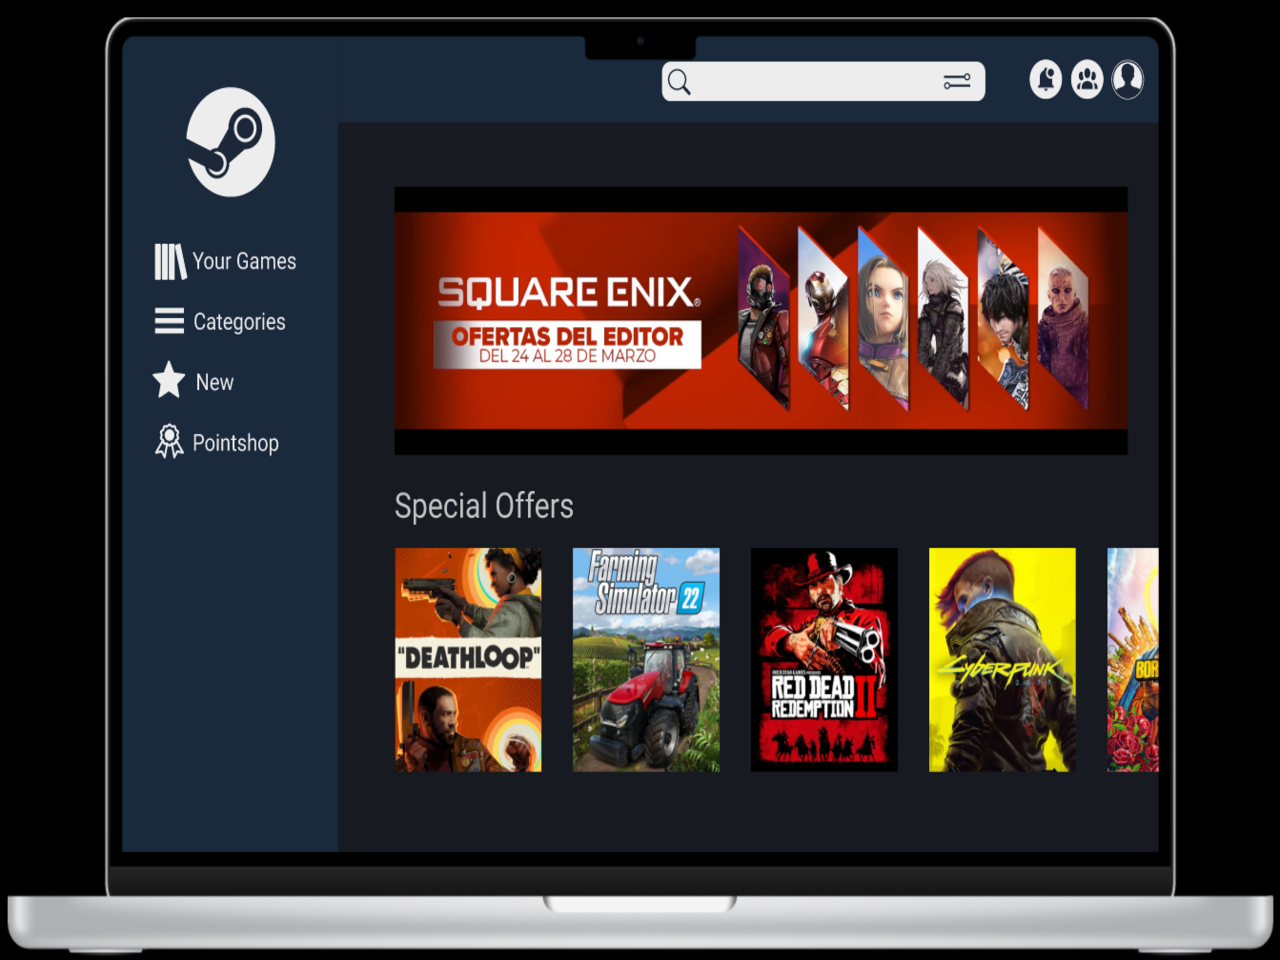 Your Games
Categories
New
Pointshop
SQUARE ENIX®
OFERTAS DEL EDITOR
DEL 24 AL 28 DE MARZO
Special Offers
"DEATHLOOP"
Farming
Simulator 22
RED DEAD
REDEMPTION II
CYBERPUNK
BOR